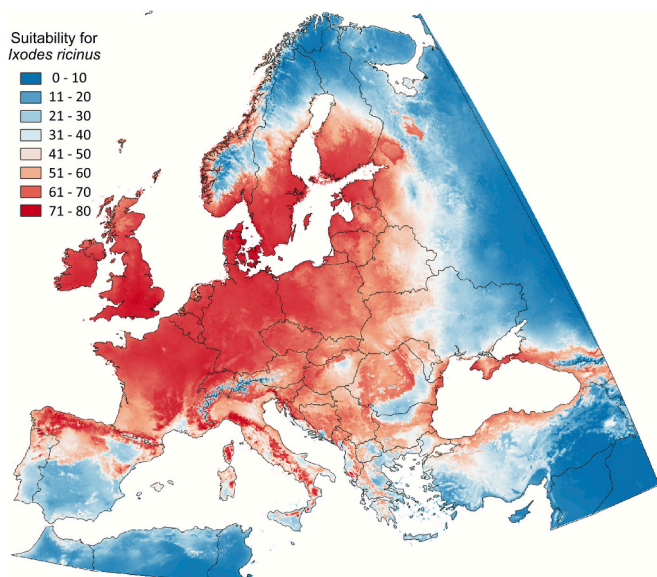 Suitability for
Ixodes ricinus
0 - 10
11 - 20
21 - 30
31 - 40
41 - 50
51 - 60
61 - 70
71 - 80